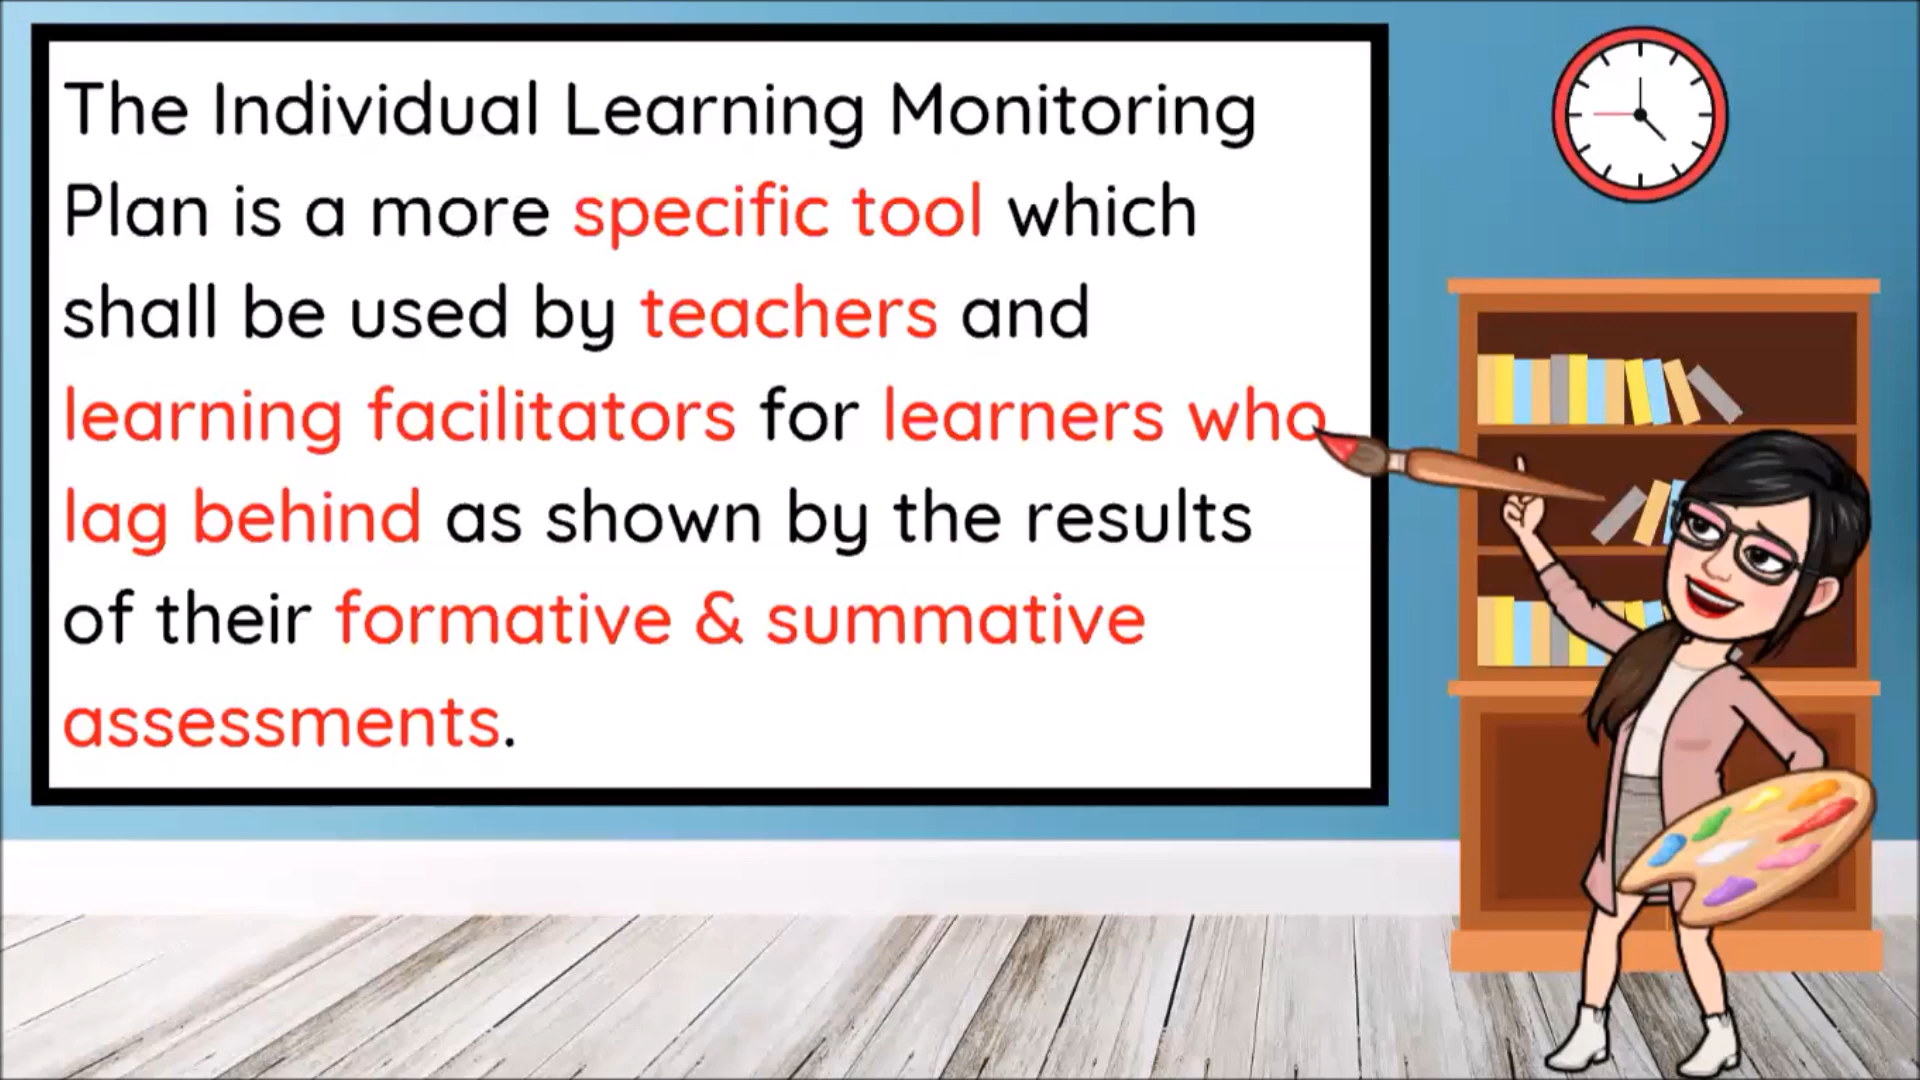 The Individual Learning Monitoring
Plan is a more specific tool which
shall be used by teachers and
learning facilitators for learners who
lag behind as shown by the results
of their formative & summative
assessments.